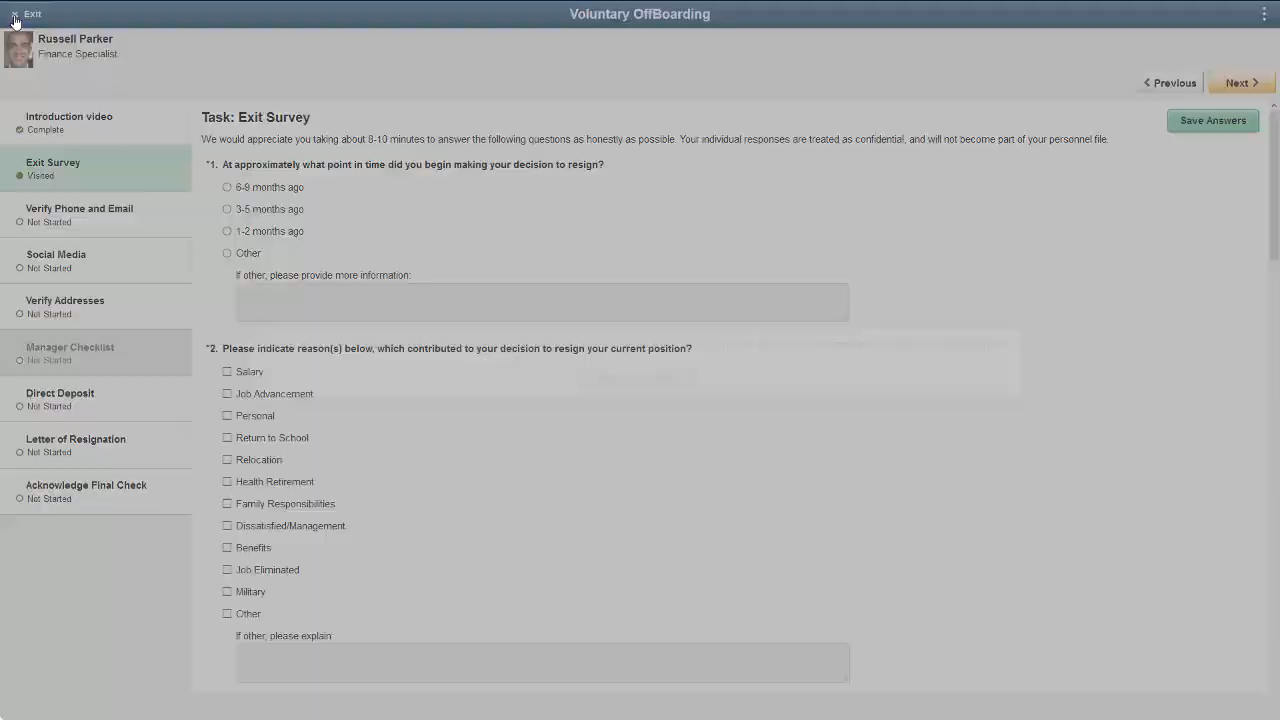 × Exit
Voluntary OffBoarding
Russell Parker
Finance Specialist
Previous
Next
Introduction video
Complete
Exit Survey
Visited
Verify Phone and Email
Not Started
Social Media
Not Started
Verify Addresses
Not Started
Manager Checklist
Not Started
Direct Deposit
Not Started
Letter of Resignation
Not Started
Acknowledge Final Check
Not Started
Task: Exit Survey
Save Answers
We would appreciate you taking about 8-10 minutes to answer the following questions as honestly as possible. Your individual responses are treated as confidential, and will not become part of your personnel file.
*1. At approximately what point in time did you begin making your decision to resign?
6-9 months ago
3-5 months ago
1-2 months ago
Other
If other, please provide more information:
*2. Please indicate reason(s) below, which contributed to your decision to resign your current position?
Salary
Job Advancement
Personal
Return to School
Relocation
Health Retirement
Family Responsibilities
Dissatisfied/Management
Benefits
Job Eliminated
Military
Other
If other, please explain